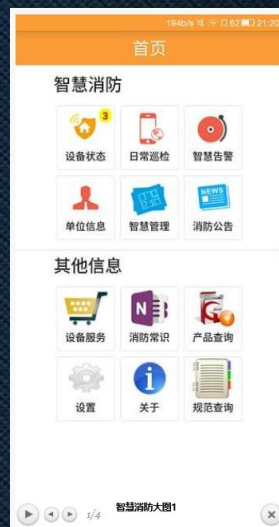 194b/s 62 21:20
首页
智慧消防
3
设备状态 日常巡检 智慧告警
NEWS
单位信息 智慧管理 消防公告
其他信息
N
设备服务 消防常识 产品查询
i
设置 关于 规范查询
1/4 智慧消防大图1